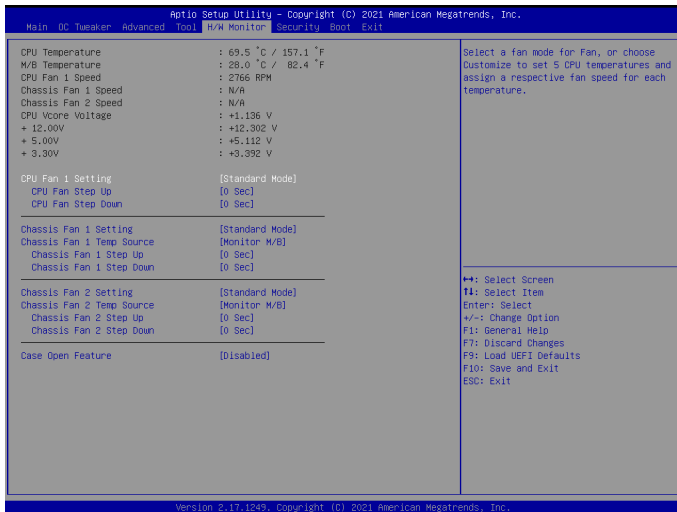 Aptio Setup Utility – Copyright (C) 2021 American Megatrends, Inc.
Main OC Tweaker Advanced Tool H/W Monitor Security Boot Exit
CPU Temperature : 69.5 °C / 157.1 °F
M/B Temperature : 28.0 °C / 82.4 °F
CPU Fan 1 Speed : 2766 RPM
Chassis Fan 1 Speed : N/A
Chassis Fan 2 Speed : N/A
CPU Vcore Voltage : +1.136 V
+ 12.00V : +12.302 V
+ 5.00V : +5.112 V
+ 3.30V : +3.392 V
CPU Fan 1 Setting [Standard Mode]
CPU Fan Step Up [0 Sec]
CPU Fan Step Down [0 Sec]
Chassis Fan 1 Setting [Standard Mode]
Chassis Fan 1 Temp Source [Monitor M/B]
Chassis Fan 1 Step Up [0 Sec]
Chassis Fan 1 Step Down [0 Sec]
Chassis Fan 2 Setting [Standard Mode]
Chassis Fan 2 Temp Source [Monitor M/B]
Chassis Fan 2 Step Up [0 Sec]
Chassis Fan 2 Step Down [0 Sec]
Case Open Feature [Disabled]
Select a fan mode for Fan, or choose
Customize to set 5 CPU temperatures and
assign a respective fan speed for each
temperature.
↔: Select Screen
↑↓: Select Item
Enter: Select
+/-: Change Option
F1: General Help
F7: Discard Changes
F9: Load UEFI Defaults
F10: Save and Exit
ESC: Exit
Version 2.17.1249. Copyright (C) 2021 American Megatrends, Inc.